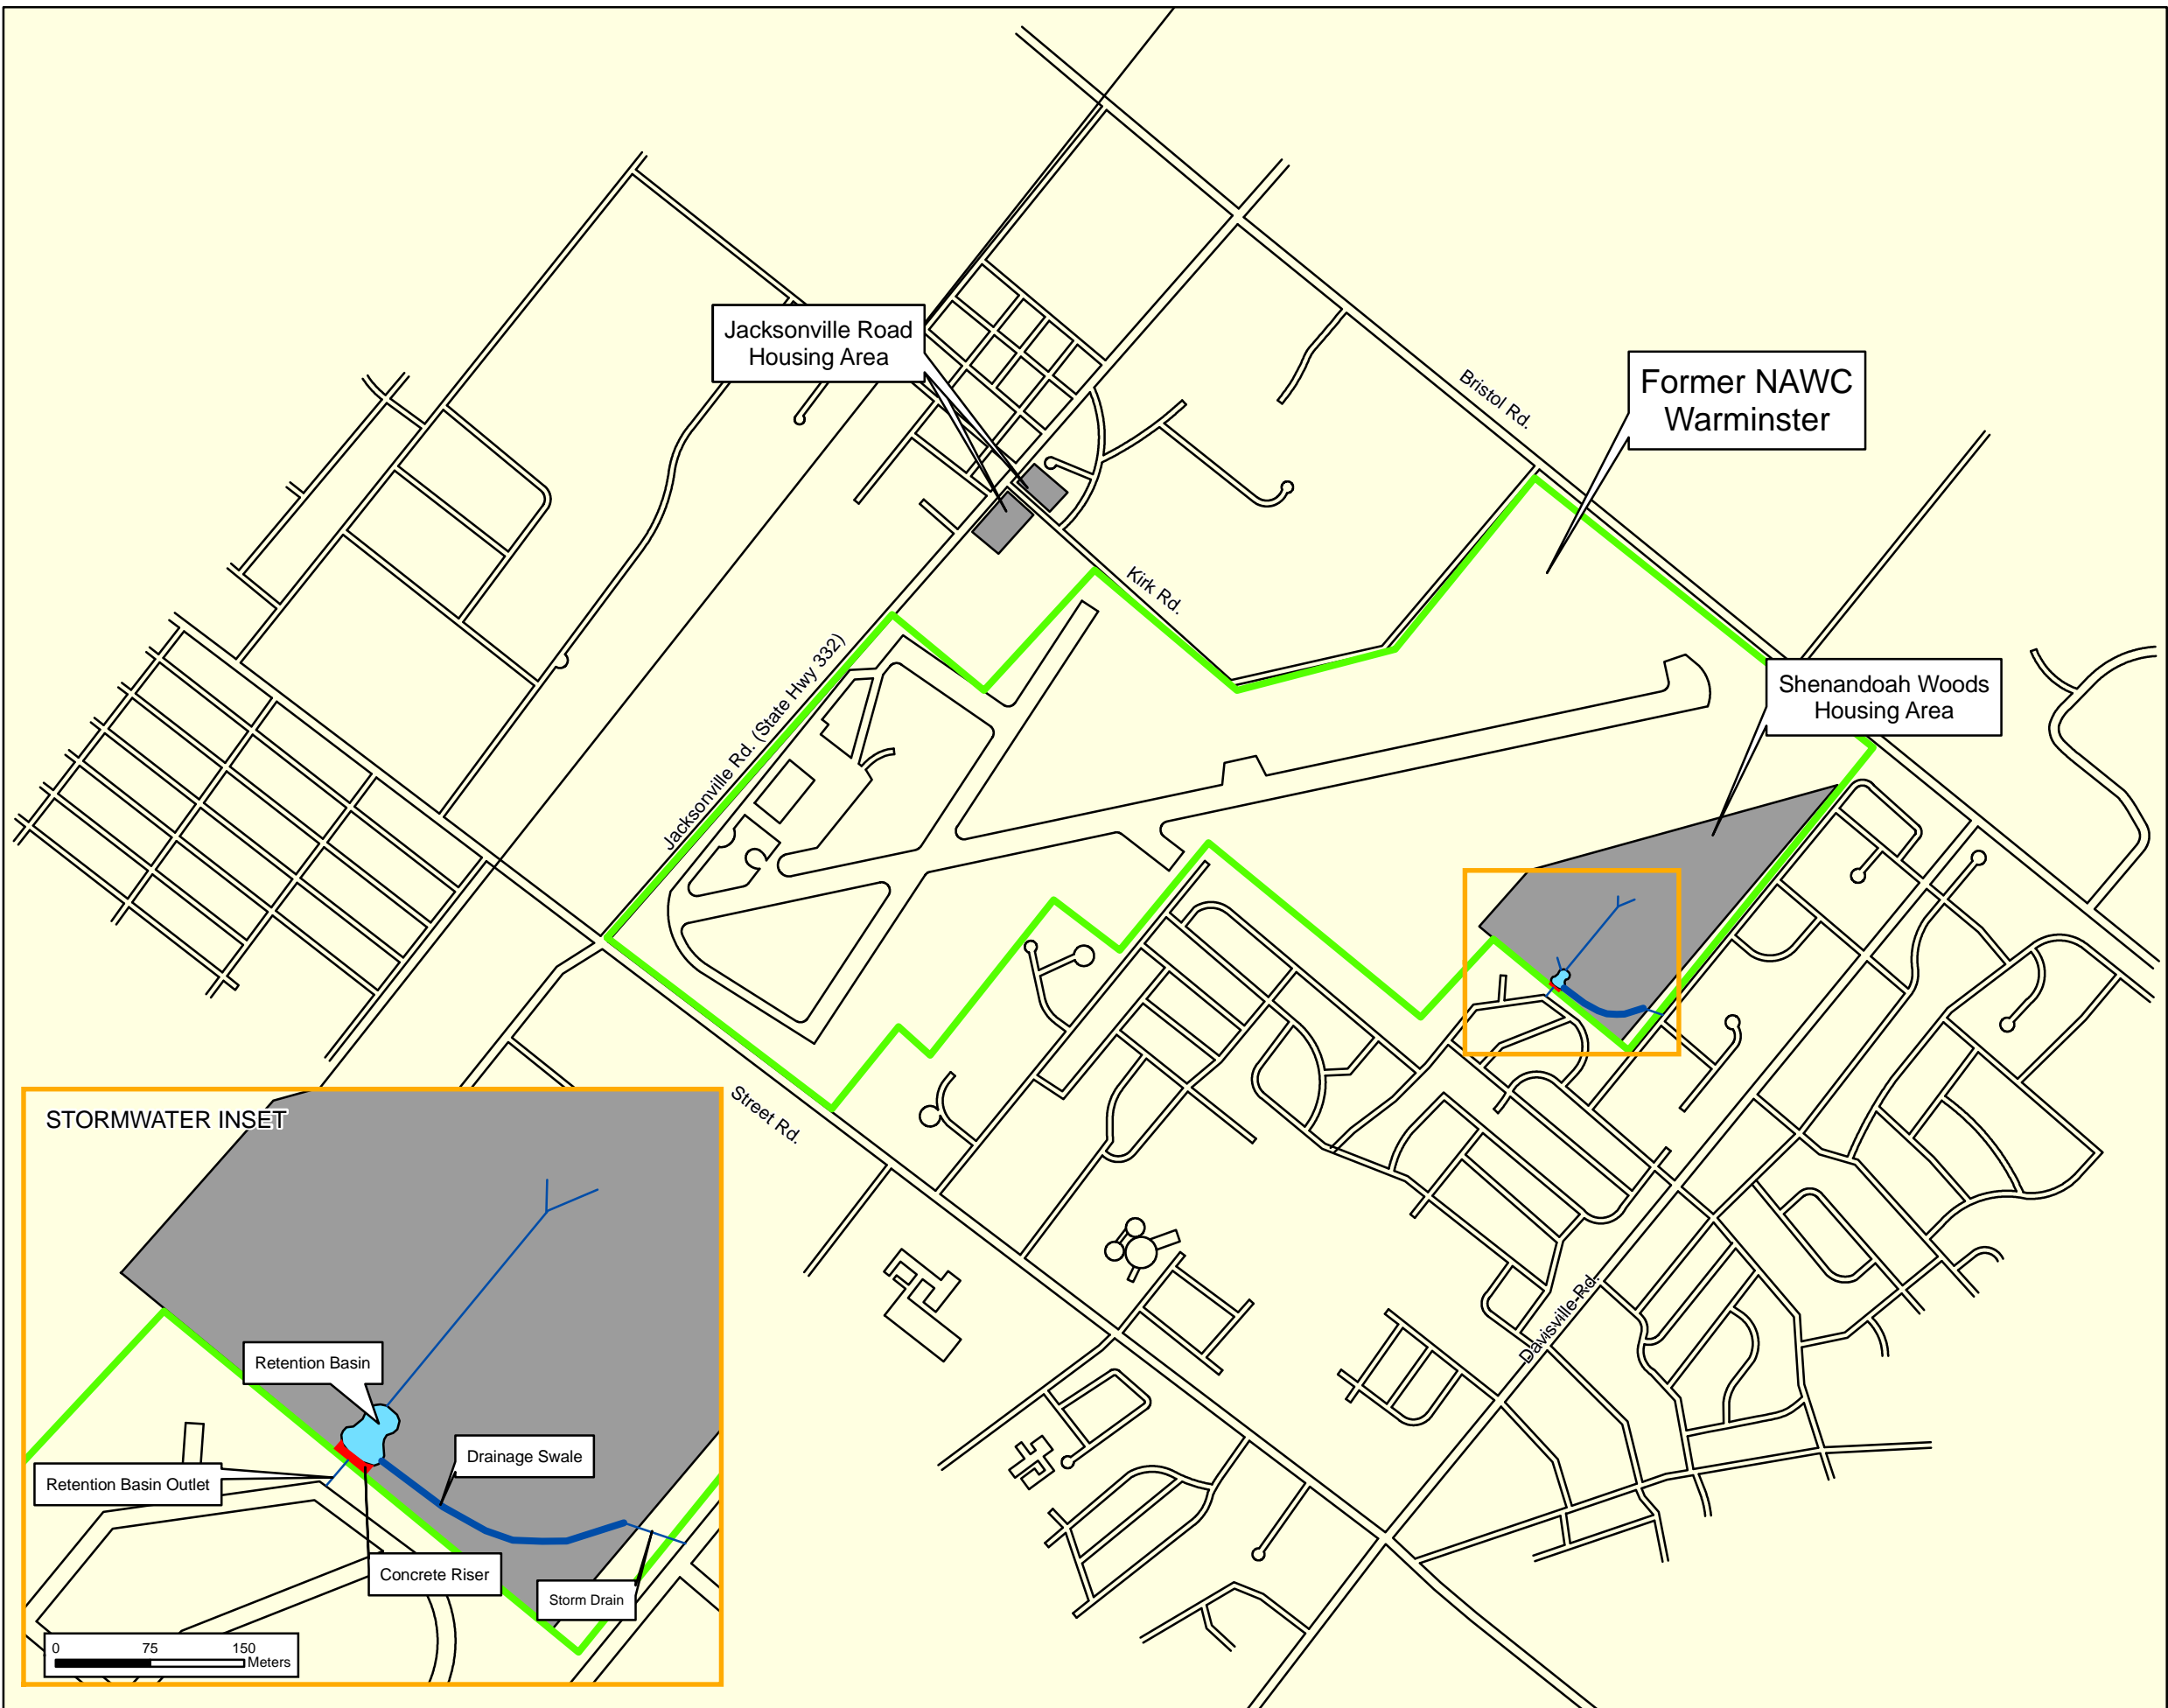 Jacksonville Road
Housing Area
Former NAWC
Warminster
Bristol Rd.
Kirk Rd.
Jacksonville Rd. (State Hwy 332)
Shenandoah Woods
Housing Area
Street Rd.
Davisville Rd.
STORMWATER INSET
Retention Basin
Drainage Swale
Retention Basin Outlet
Concrete Riser
Storm Drain
0 75 150
Meters